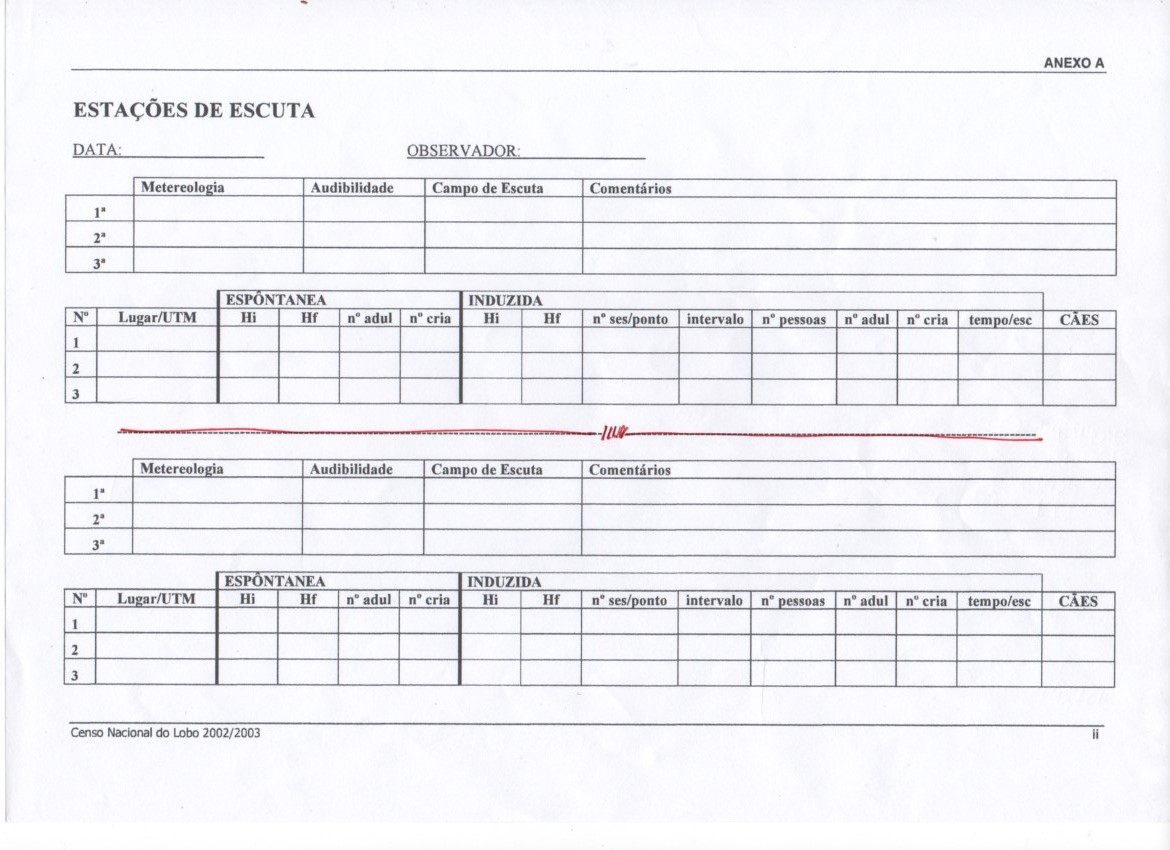 ANEXO A
ESTAÇÕES DE ESCUTA
DATA: OBSERVADOR:
Metereologia Audibilidade Campo de Escuta Comentários
1ª
2ª
3ª
ESPÔNTANEA INDUZIDA
Nº Lugar/UTM Hi Hf nº adul nº cria Hi Hf nº ses/ponto intervalo nº pessoas nº adul nº cria tempo/esc CÃES
1
2
3
Metereologia Audibilidade Campo de Escuta Comentários
1ª
2ª
3ª
ESPÔNTANEA INDUZIDA
Nº Lugar/UTM Hi Hf nº adul nº cria Hi Hf nº ses/ponto intervalo nº pessoas nº adul nº cria tempo/esc CÃES
1
2
3
Censo Nacional do Lobo 2002/2003 ii